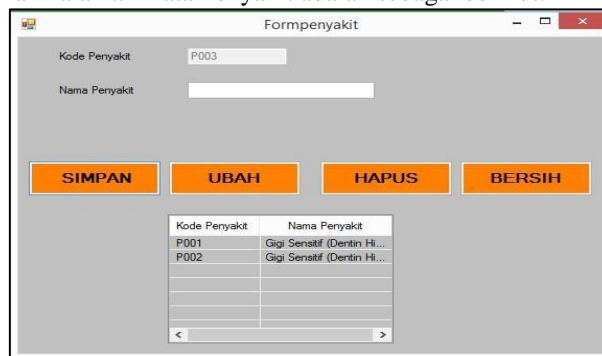 Formpenyakit
Kode Penyakit P003
Nama Penyakit
SIMPAN UBAH HAPUS BERSIH
Kode Penyakit Nama Penyakit
P001 Gigi Sensitif (Dentin Hi...
P002 Gigi Sensitif (Dentin Hi...